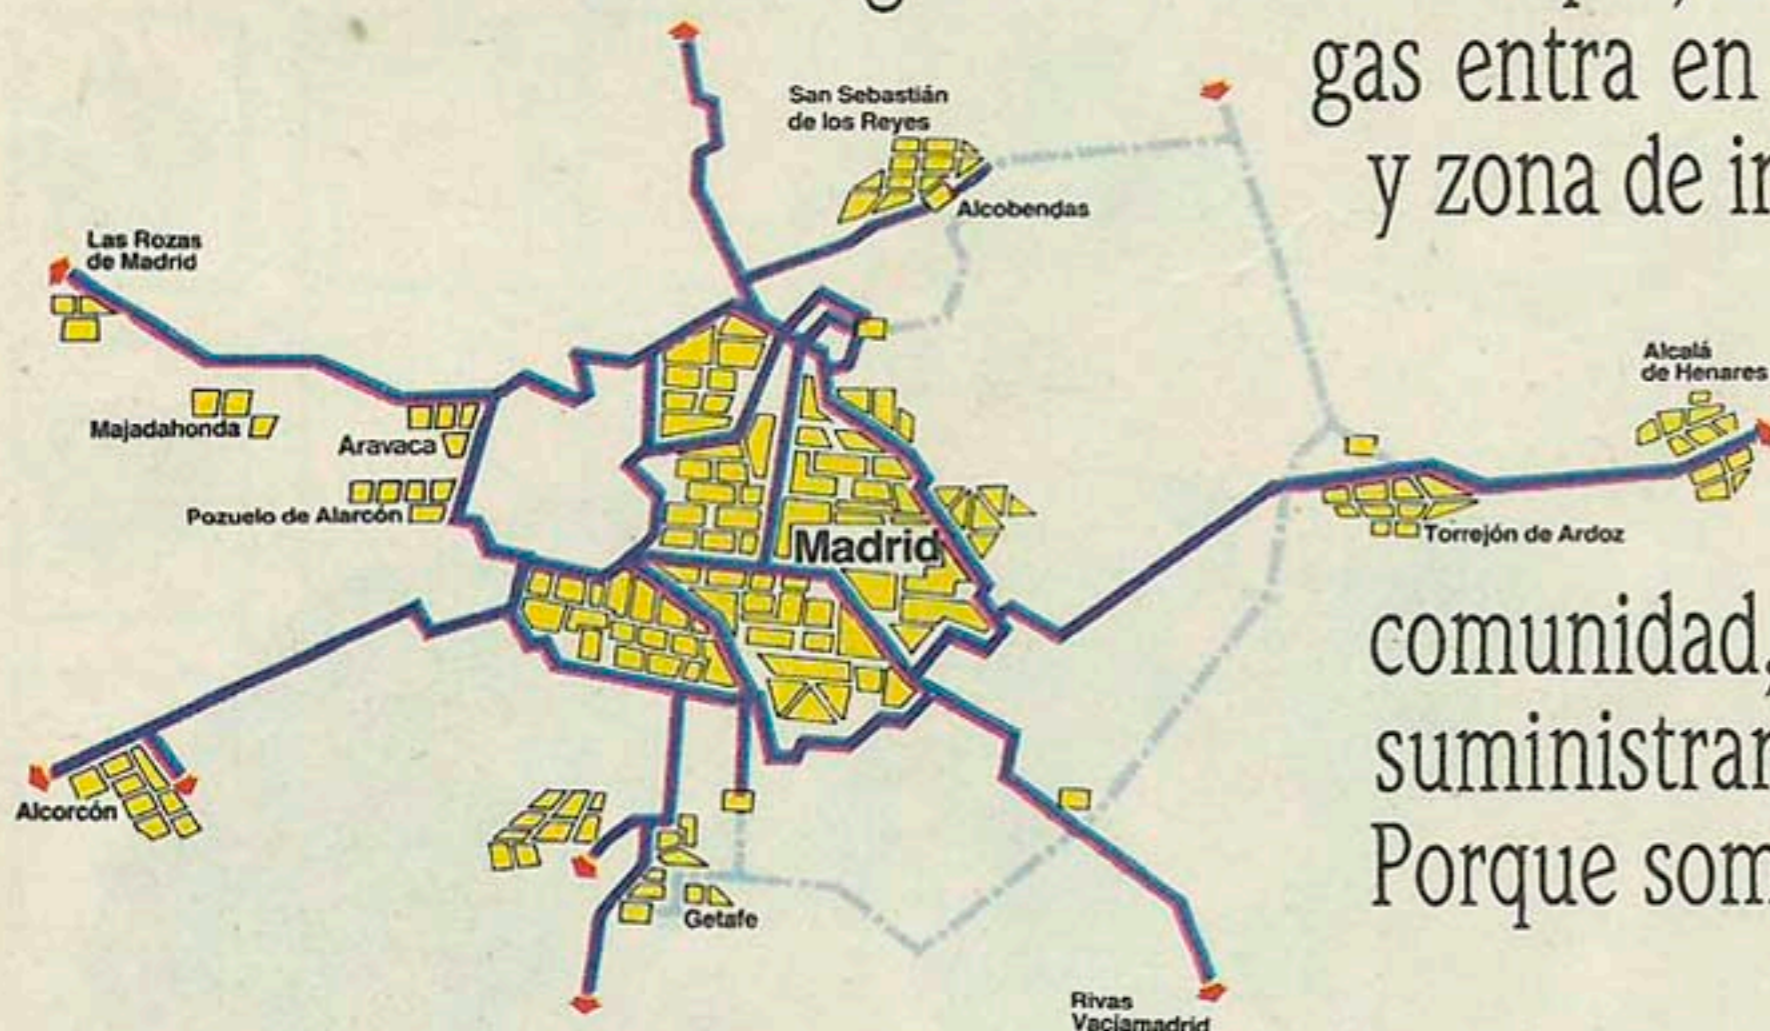 gas entra en
y zona de in
San Sebastián
de los Reyes
Alcobendas
Las Rozas
de Madrid
Majadahonda
Aravaca
Pozuelo de Alarcón
Madrid
Alcalá
de Henares
Torrejón de Ardoz
comunidad,
suministrar
Porque som
Alcorcón
Getafe
Rivas
Vaciamadrid